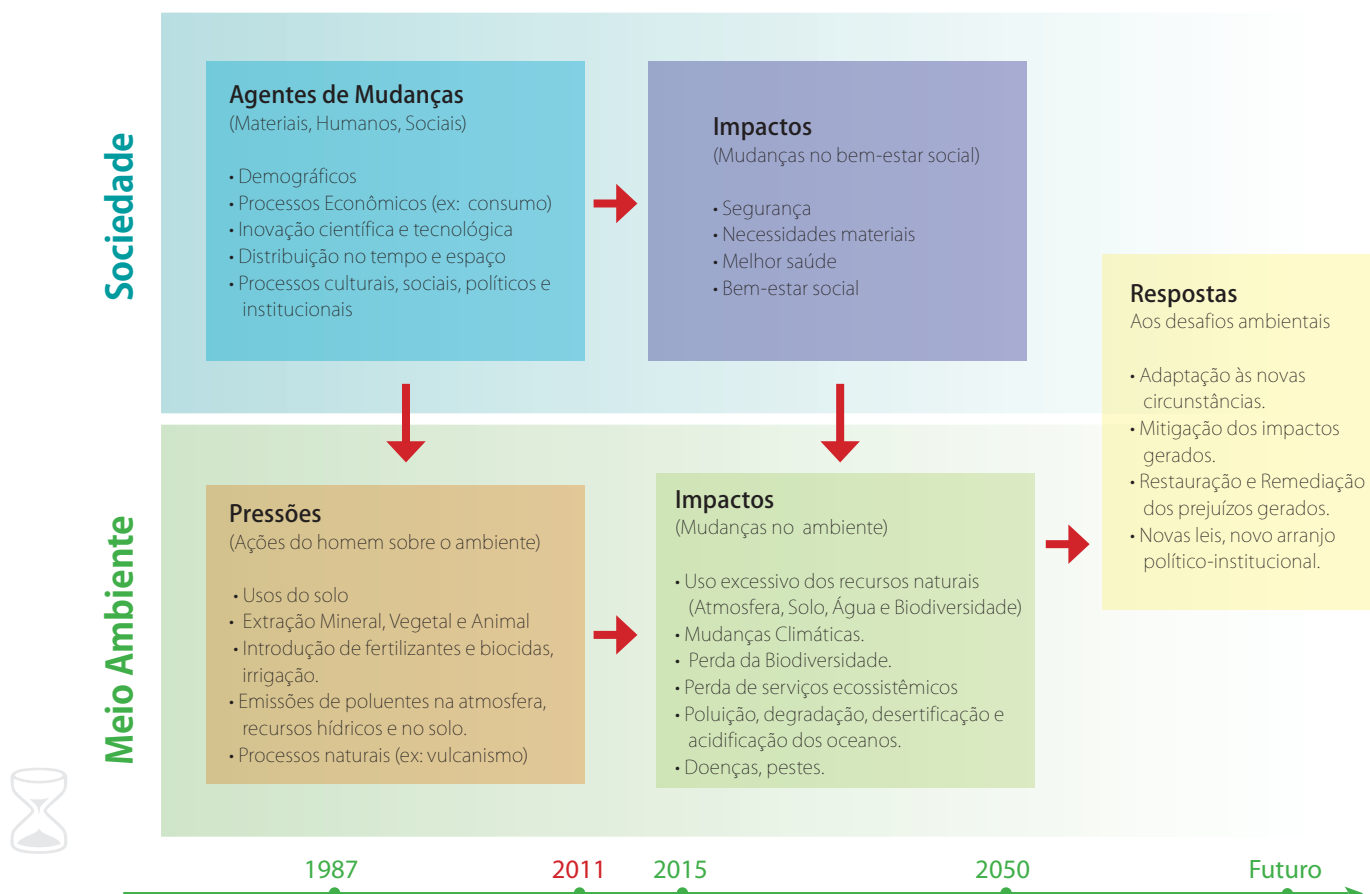 Sociedade
Agentes de Mudanças
(Materiais, Humanos, Sociais)
• Demográficos
• Processos Econômicos (ex: consumo)
• Inovação científica e tecnológica
• Distribuição no tempo e espaço
• Processos culturais, sociais, políticos e
institucionais
Impactos
(Mudanças no bem-estar social)
• Segurança
• Necessidades materiais
• Melhor saúde
• Bem-estar social
Respostas
Aos desafios ambientais
• Adaptação às novas
circunstâncias.
• Mitigação dos impactos
gerados.
• Restauração e Remediação
dos prejuízos gerados.
• Novas leis, novo arranjo
político-institucional.
Meio Ambiente
Pressões
(Ações do homem sobre o ambiente)
• Usos do solo
• Extração Mineral, Vegetal e Animal
• Introdução de fertilizantes e biocidas,
irrigação.
• Emissões de poluentes na atmosfera,
recursos hídricos e no solo.
• Processos naturais (ex: vulcanismo)
Impactos
(Mudanças no ambiente)
• Uso excessivo dos recursos naturais
(Atmosfera, Solo, Água e Biodiversidade)
• Mudanças Climáticas.
• Perda da Biodiversidade.
• Perda de serviços ecossistêmicos
• Poluição, degradação, desertificação e
acidificação dos oceanos.
• Doenças, pestes.
1987 2011 2015 2050 Futuro